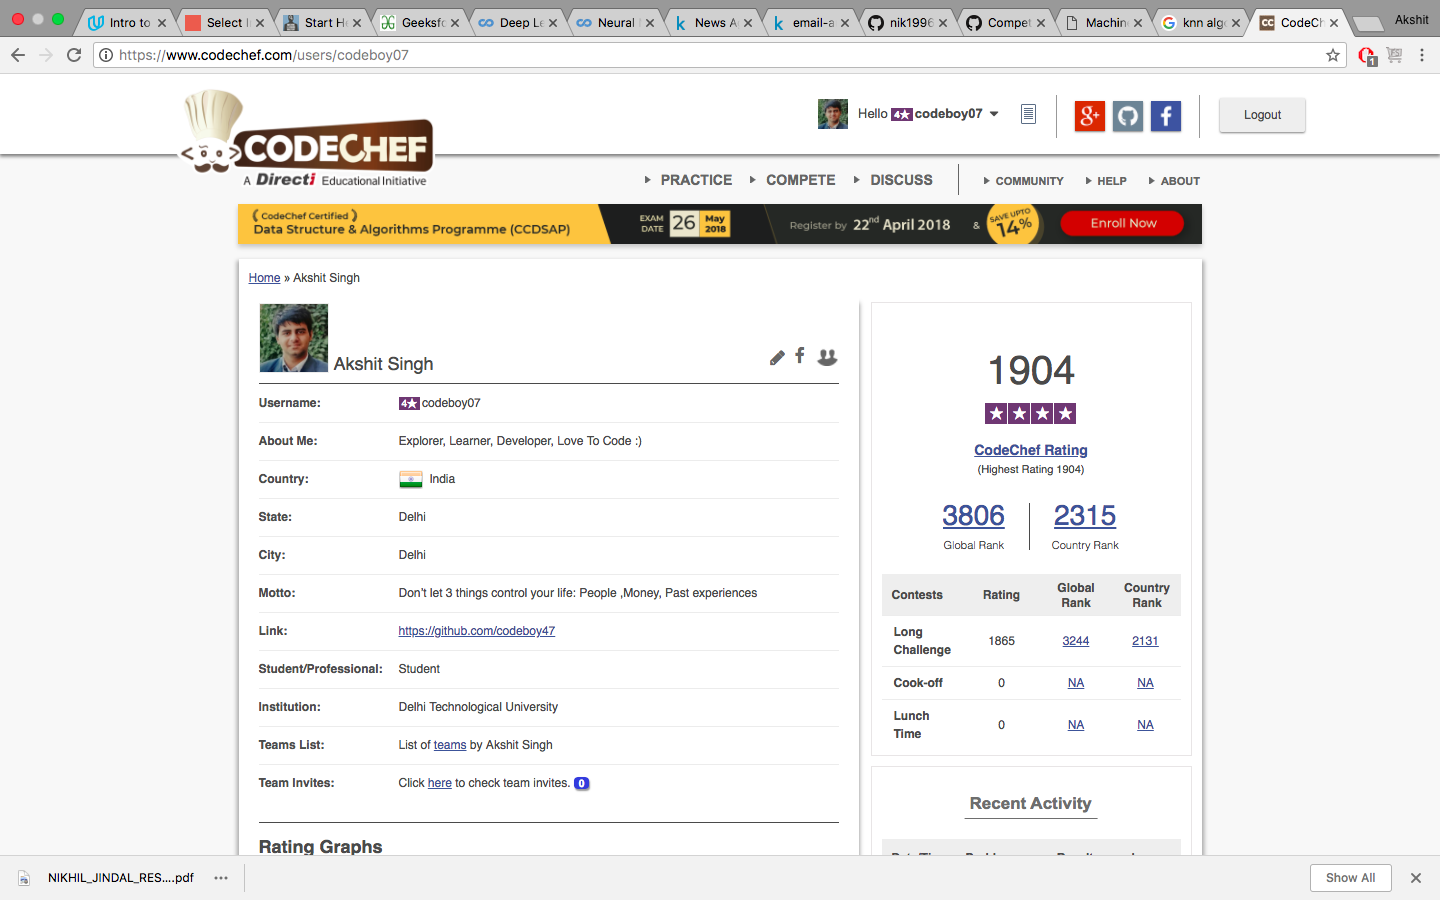 Intro to
Select
Start H
Geeksfo
Deep Le
Neural
News A
email-a
nik1996
Compet
Machin
knn alg
CodeCh
Akshit
https://www.codechef.com/users/codeboy07
1
Hello 4★ codeboy07
Logout
CODECHEF
A Directi Educational Initiative
PRACTICE COMPETE DISCUSS COMMUNITY HELP ABOUT
CodeChef Certified
Data Structure & Algorithms Programme (CCDSAP)
EXAM DATE 26 May 2018
Register by 22nd April 2018 &
SAVE UPTO 14%
Enroll Now
Home » Akshit Singh
Akshit Singh
Username: 4★ codeboy07
About Me: Explorer, Learner, Developer, Love To Code :)
Country: India
State: Delhi
City: Delhi
Motto: Don't let 3 things control your life: People ,Money, Past experiences
Link: https://github.com/codeboy47
Student/Professional: Student
Institution: Delhi Technological University
Teams List: List of teams by Akshit Singh
Team Invites: Click here to check team invites. 0
Rating Graphs
1904
★★★★
CodeChef Rating
(Highest Rating 1904)
3806 2315
Global Rank Country Rank
Contests Rating Global Rank Country Rank
Long Challenge 1865 3244 2131
Cook-off 0 NA NA
Lunch Time 0 NA NA
Recent Activity
NIKHIL_JINDAL_RES....pdf
Show All